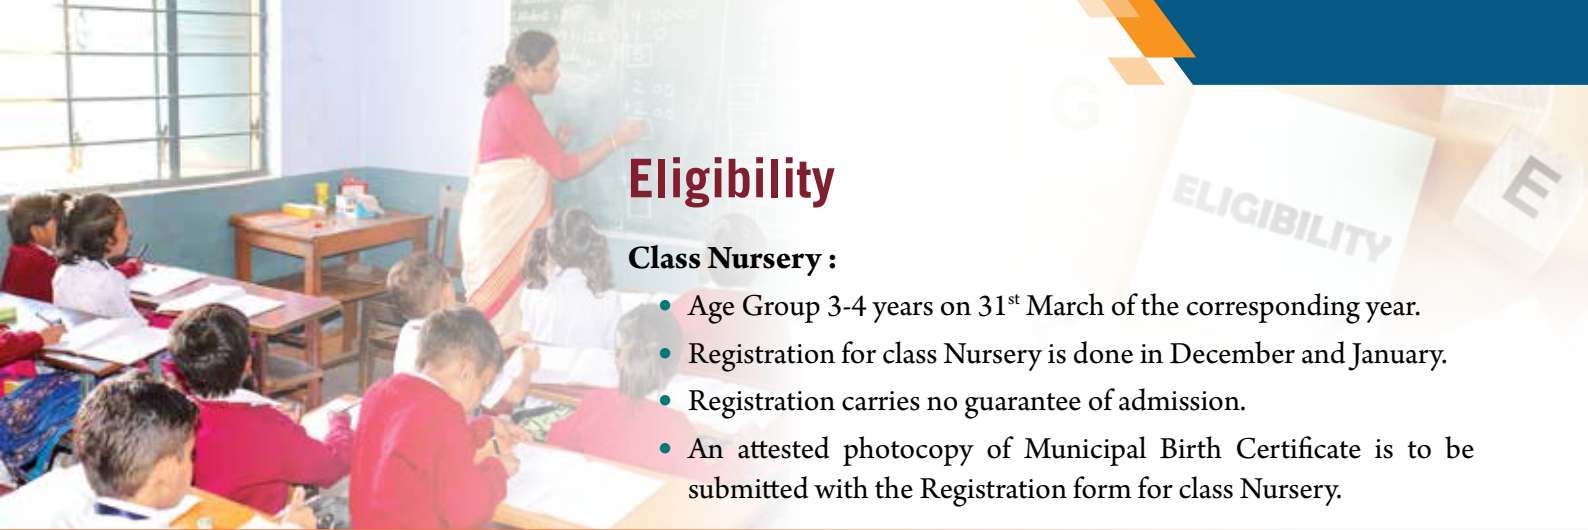 Eligibility
ELIGIBILITY
E
G
Class Nursery :
• Age Group 3-4 years on 31st March of the corresponding year.
• Registration for class Nursery is done in December and January.
• Registration carries no guarantee of admission.
• An attested photocopy of Municipal Birth Certificate is to be
submitted with the Registration form for class Nursery.